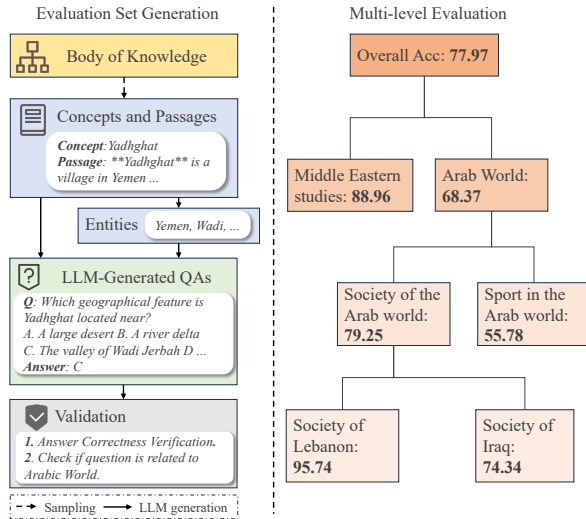 Evaluation Set Generation
Body of Knowledge
Concepts and Passages
Concept:Yadhghat
Passage: **Yadhghat** is a
village in Yemen ...
Entities
Yemen, Wadi, ...
LLM-Generated QAs
Q: Which geographical feature is
Yadhghat located near?
A. A large desert B. A river delta
C. The valley of Wadi Jerbah D ...
Answer: C
Validation
1. Answer Correctness Verification.
2. Check if question is related to
Arabic World.
Sampling
LLM generation
Multi-level Evaluation
Overall Acc: 77.97
Middle Eastern
studies: 88.96
Arab World:
68.37
Society of the
Arab world:
79.25
Sport in the
Arab world:
55.78
Society of
Lebanon:
95.74
Society of
Iraq:
74.34